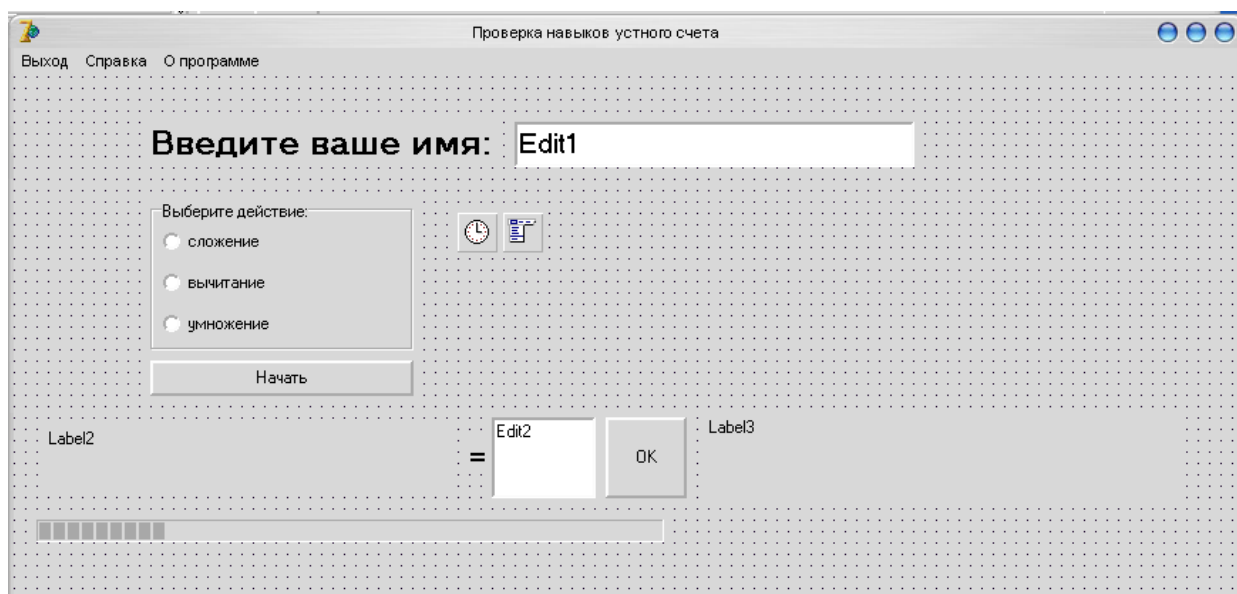 Проверка навыков устного счета
Выход Справка О программе
Введите ваше имя: Edit1
Выберите действие:
сложение
вычитание
умножение
Начать
Label2 = Edit2 OK Label3